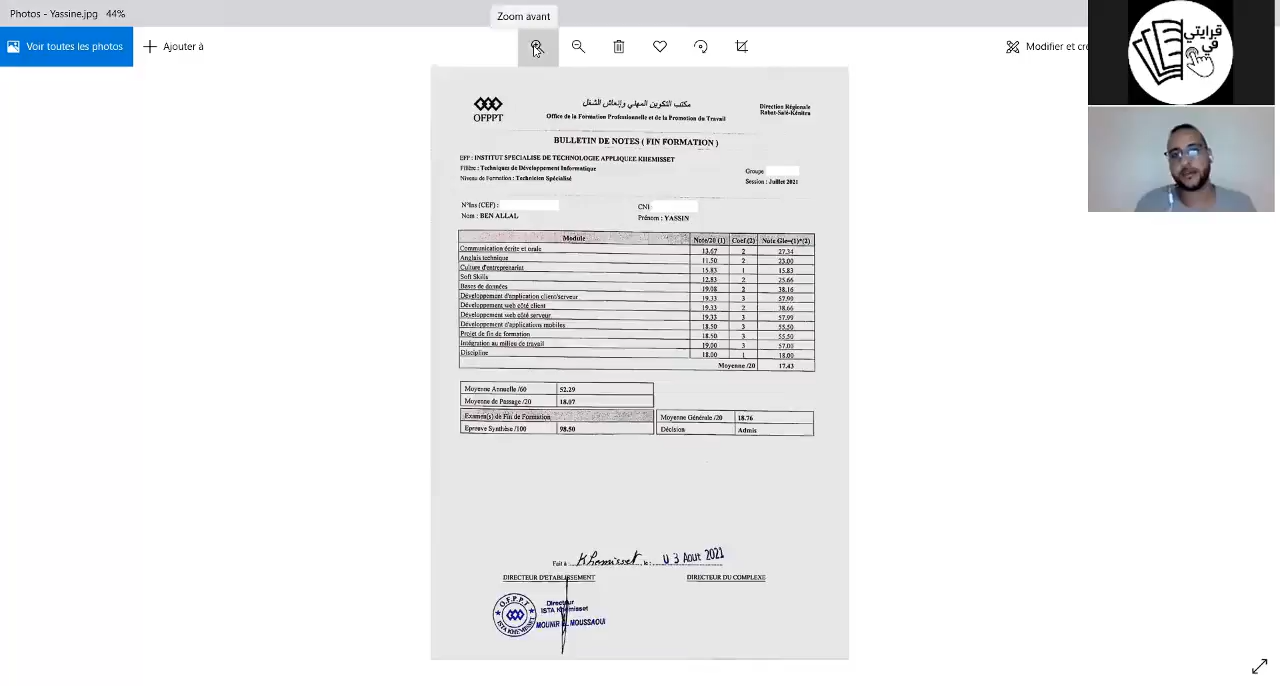 Photos - Yassine.jpg 44%
Zoom avant
Voir toutes les photos
Ajouter à
Modifier et cré
قرايتي
في
OFPPT
مكتب التكوين المهني وإنعاش الشغل
Office de la Formation Professionnelle et de la Promotion du Travail
Direction Régionale
Rabat-Salé-Kénitra
BULLETIN DE NOTES ( FIN FORMATION )
EFP : INSTITUT SPECIALISE DE TECHNOLOGIE APPLIQUEE KHEMISSET
Filière : Techniques de Développement Informatique
Niveau de Formation : Technicien Spécialisé
Groupe
Session : Juillet 2021
N°Ins (CEF) :
CNI
Nom : BEN ALLAL
Prénom : YASSIN
Module Note/20 (1) Coef (2) Note Gle=(1)*(2)
Communication écrite et orale 13.67 2 27.34
Anglais technique 11.50 2 23.00
Culture d'entreprenariat 15.83 1 15.83
Soft Skills 12.83 2 25.66
Bases de données 19.08 2 38.16
Développement d'application client/serveur 19.33 3 57.99
Développement web côté client 19.33 2 38.66
Développement web côté serveur 19.33 3 57.99
Développement d'applications mobiles 18.50 3 55.50
Projet de fin de formation 18.50 3 55.50
Intégration au milieu de travail 19.00 3 57.00
Discipline 18.00 1 18.00
Moyenne /20 17.43
Moyenne Annuelle /60 52.29
Moyenne de Passage /20 18.07
Examen(s) de Fin de Formation
Epreuve Synthèse /100 98.50
Moyenne Générale /20 18.76
Décision Admis
Fait à : Khemisset le : 03 Aout 2021
DIRECTEUR D'ETABLISSEMENT
DIRECTEUR DU COMPLEXE
O.F.P.P.T
ISTA KHEMISSET
Directeur
ISTA Khemisset
MOUNIR EL MOUSSAOUI